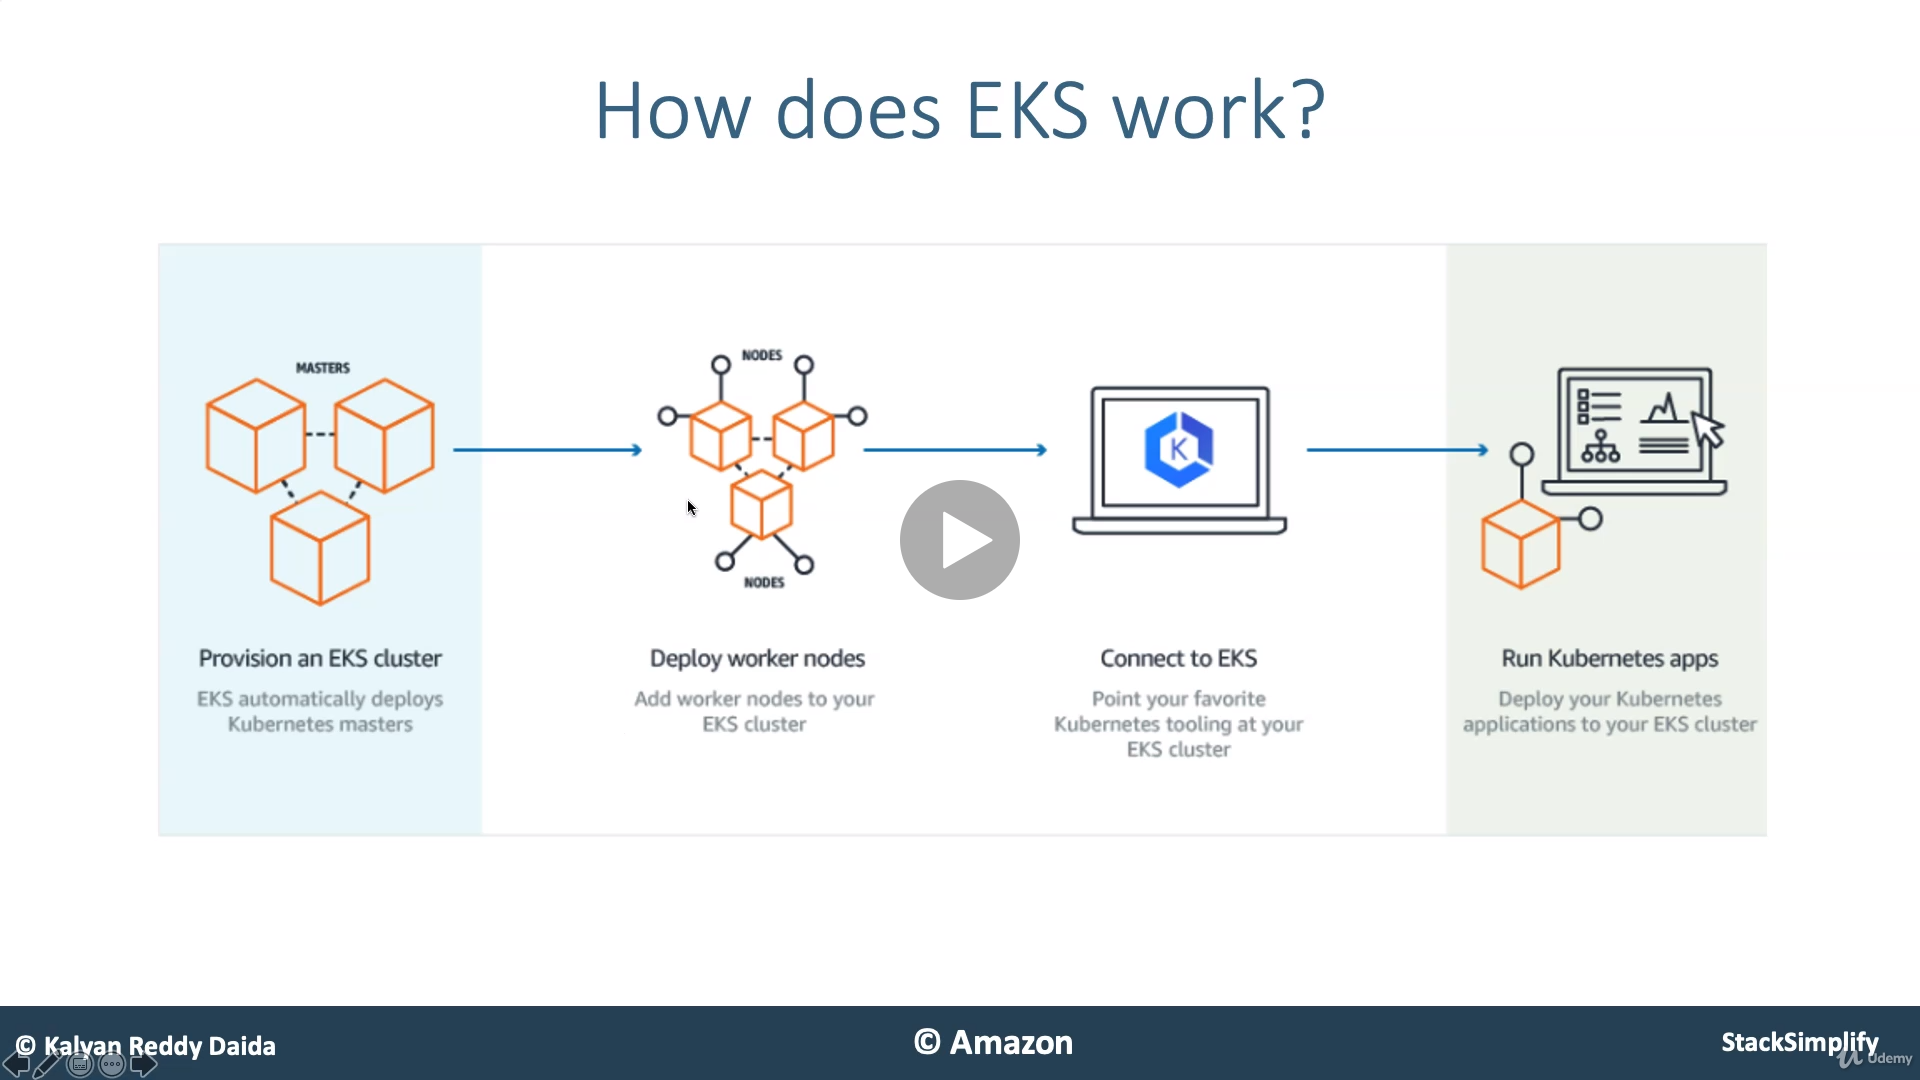 How does EKS work?
MASTERS
NODES
K
NODES
Provision an EKS cluster
EKS automatically deploys
Kubernetes masters
Deploy worker nodes
Add worker nodes to your
EKS cluster
Connect to EKS
Point your favorite
Kubernetes tooling at your
EKS cluster
Run Kubernetes apps
Deploy your Kubernetes
applications to your EKS cluster
© Kalyan Reddy Daida
© Amazon
StackSimplify
Udemy